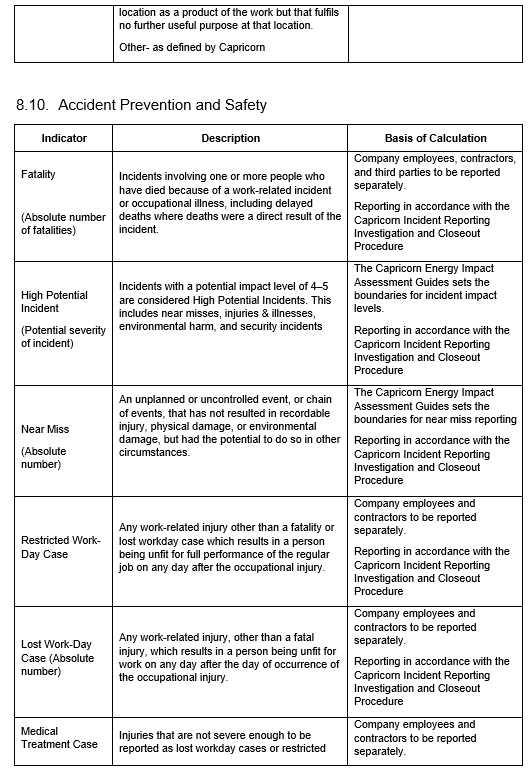 location as a product of the work but that fulfils
no further useful purpose at that location.
Other- as defined by Capricorn
8.10. Accident Prevention and Safety
Indicator
Description
Basis of Calculation
Fatality
(Absolute number
of fatalities)
Incidents involving one or more people who
have died because of a work-related incident
or occupational illness, including delayed
deaths where deaths were a direct result of the
incident.
Company employees, contractors,
and third parties to be reported
separately.
Reporting in accordance with the
Capricorn Incident Reporting
Investigation and Closeout
Procedure
High Potential
Incident
(Potential severity
of incident)
Incidents with a potential impact level of 4–5
are considered High Potential Incidents. This
includes near misses, injuries & illnesses,
environmental harm, and security incidents
The Capricorn Energy Impact
Assessment Guides sets the
boundaries for incident impact
levels.
Reporting in accordance with the
Capricorn Incident Reporting
Investigation and Closeout
Procedure
Near Miss
(Absolute
number)
An unplanned or uncontrolled event, or chain
of events, that has not resulted in recordable
injury, physical damage, or environmental
damage, but had the potential to do so in other
circumstances.
The Capricorn Energy Impact
Assessment Guides sets the
boundaries for near miss reporting
Reporting in accordance with the
Capricorn Incident Reporting
Investigation and Closeout
Procedure
Restricted Work-
Day Case
Any work-related injury other than a fatality or
lost workday case which results in a person
being unfit for full performance of the regular
job on any day after the occupational injury.
Company employees and
contractors to be reported
separately.
Reporting in accordance with the
Capricorn Incident Reporting
Investigation and Closeout
Procedure
Lost Work-Day
Case (Absolute
number)
Any work-related injury, other than a fatal
injury, which results in a person being unfit for
work on any day after the day of occurrence of
the occupational injury.
Company employees and
contractors to be reported
separately.
Reporting in accordance with the
Capricorn Incident Reporting
Investigation and Closeout
Procedure
Medical
Treatment Case
Injuries that are not severe enough to be
reported as lost workday cases or restricted
Company employees and
contractors to be reported
separately.